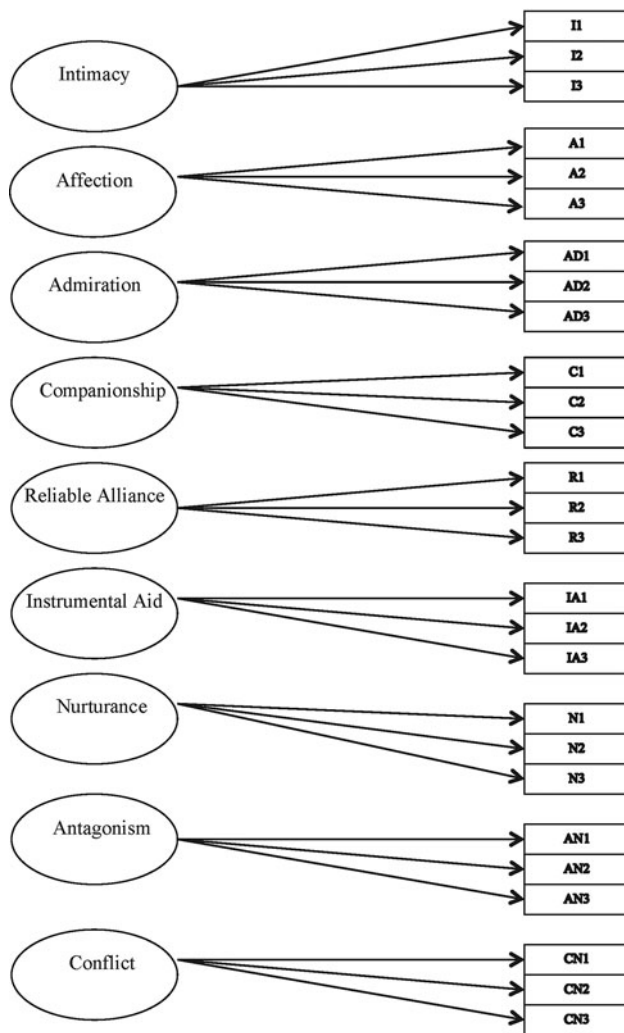 Intimacy
I1
I2
I3
Affection
A1
A2
A3
Admiration
AD1
AD2
AD3
Companionship
C1
C2
C3
Reliable Alliance
R1
R2
R3
Instrumental Aid
IA1
IA2
IA3
Nurturance
N1
N2
N3
Antagonism
AN1
AN2
AN3
Conflict
CN1
CN2
CN3